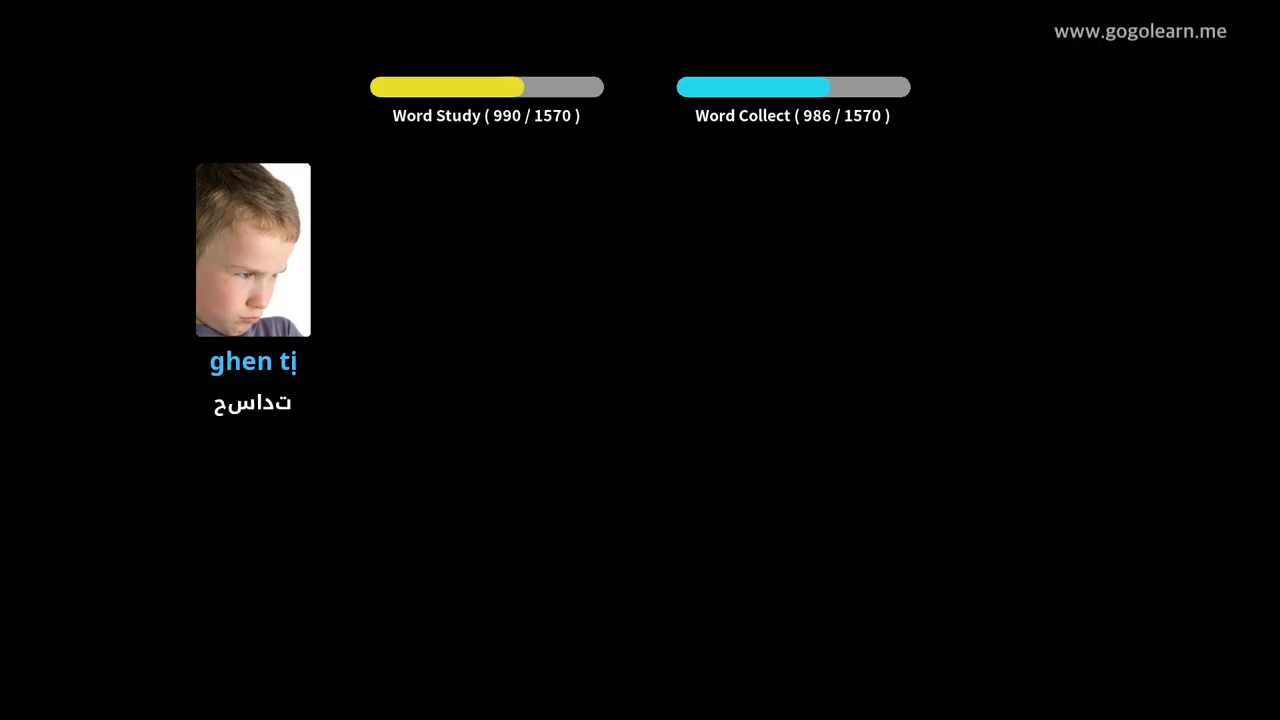 www.gogolearn.me
Word Study ( 990 / 1570 )
Word Collect ( 986 / 1570 )
ghen tị
تداسح